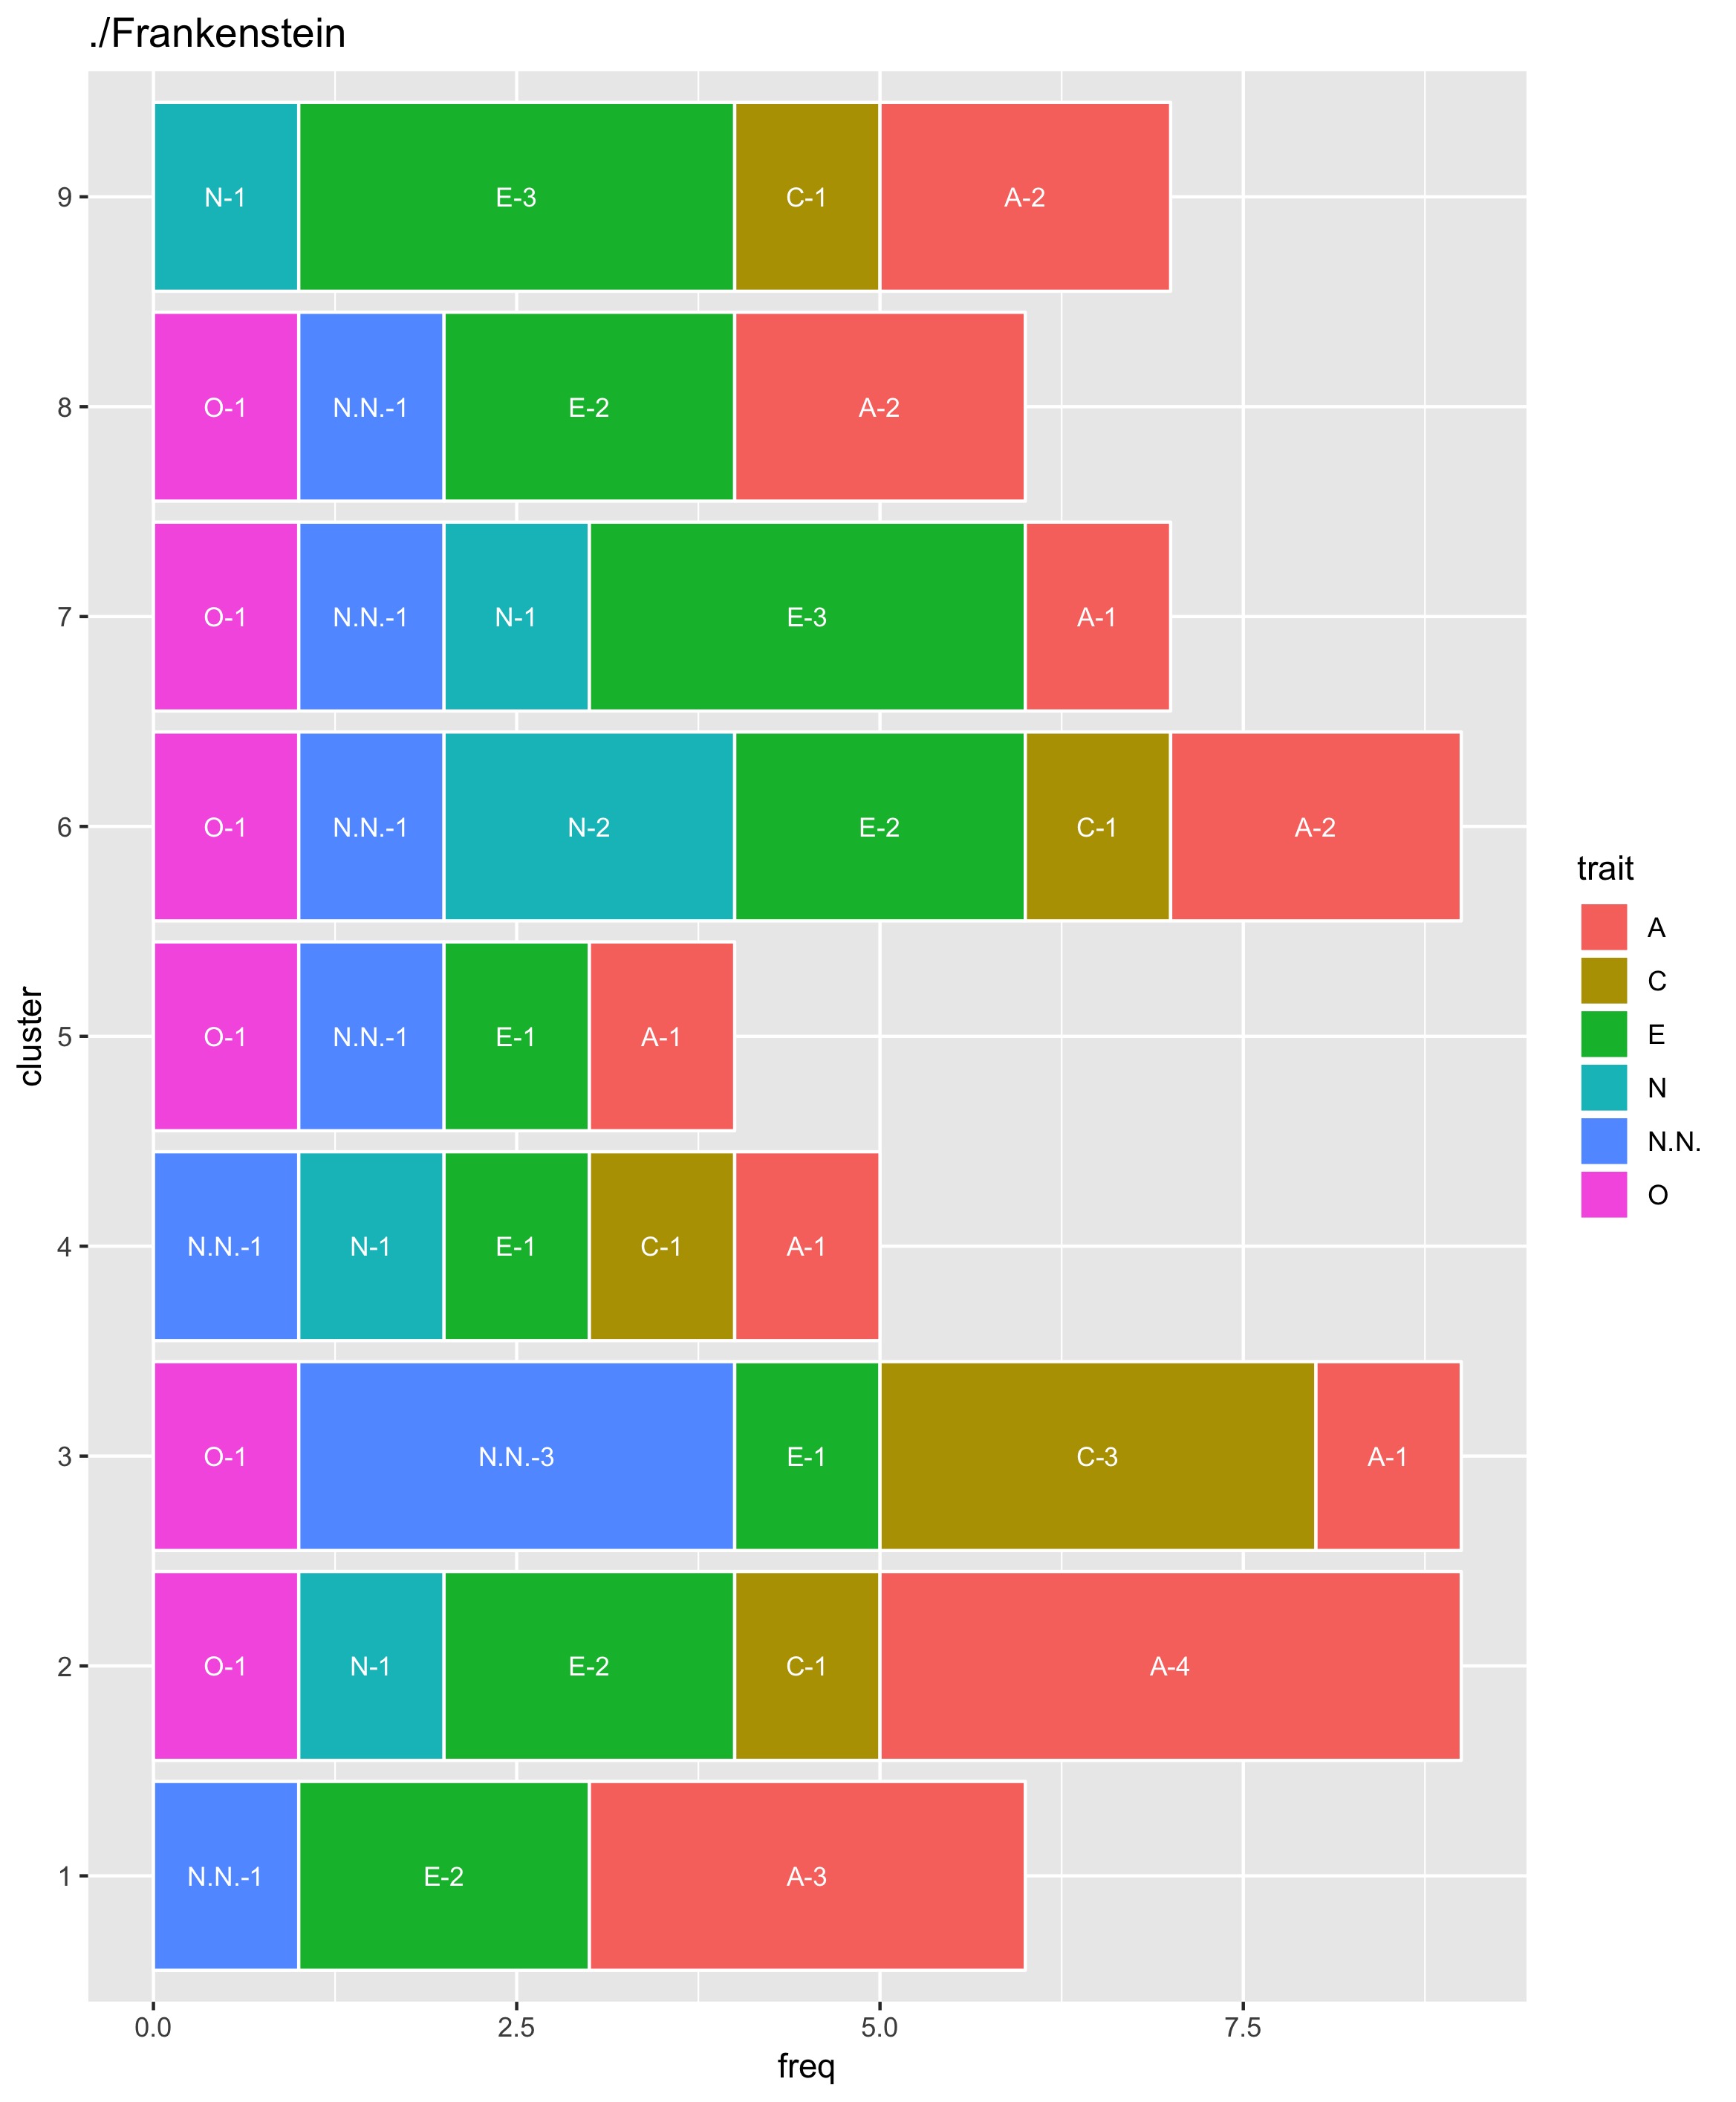 ./Frankenstein
9
N-1 E-3 C-1 A-2
8
O-1 N.N.-1 E-2 A-2
7
O-1 N.N.-1 N-1 E-3 A-1
6
O-1 N.N.-1 N-2 E-2 C-1 A-2
5
O-1 N.N.-1 E-1 A-1
4
N.N.-1 N-1 E-1 C-1 A-1
3
O-1 N.N.-3 E-1 C-3 A-1
2
O-1 N-1 E-2 C-1 A-4
1
N.N.-1 E-2 A-3
0.0 2.5 5.0 7.5
freq
cluster
trait
A
C
E
N
N.N.
O